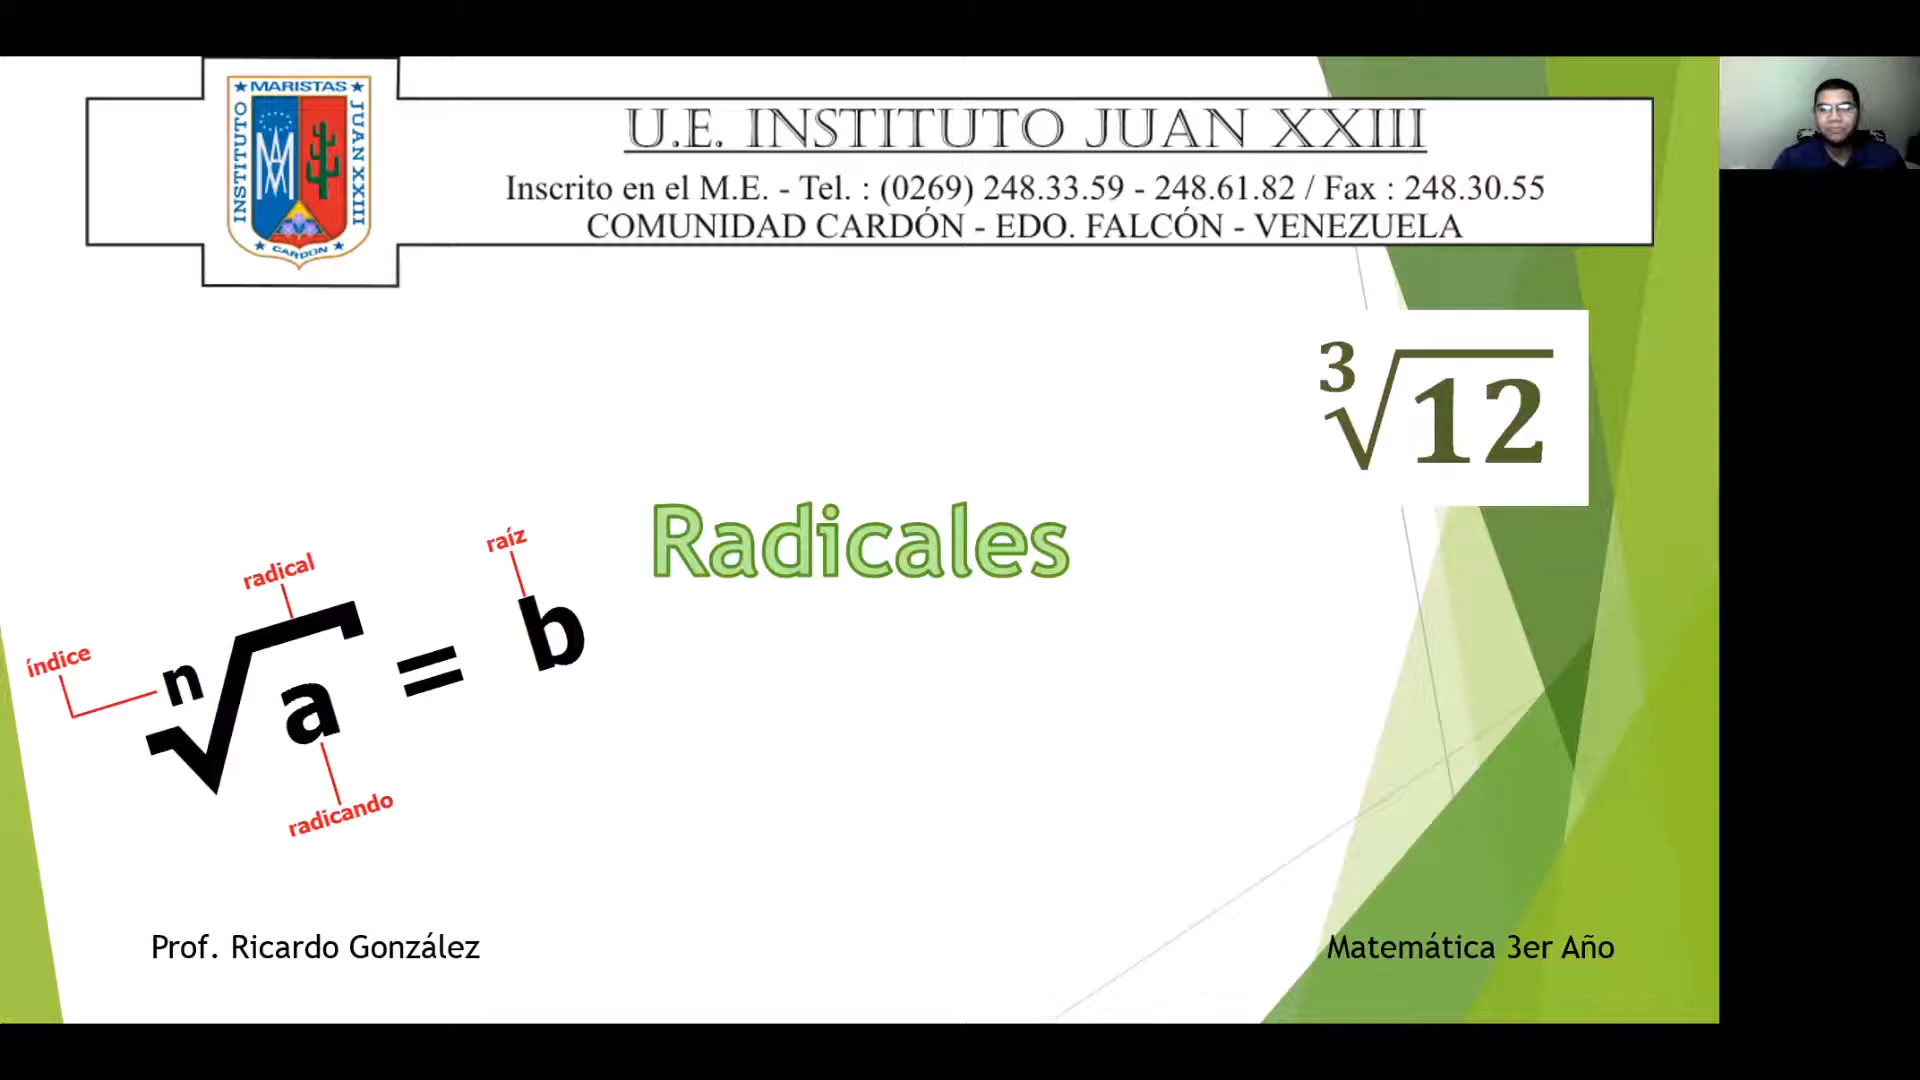 MARISTAS
INSTITUTO
JUAN XXIII
CARDON
U.E. INSTITUTO JUAN XXIII
Inscrito en el M.E. - Tel. : (0269) 248.33.59 - 248.61.82 / Fax : 248.30.55
COMUNIDAD CARDÓN - EDO. FALCÓN - VENEZUELA
3√12
Radicales
raíz
radical
índice
n√a = b
radicando
Prof. Ricardo González
Matemática 3er Año